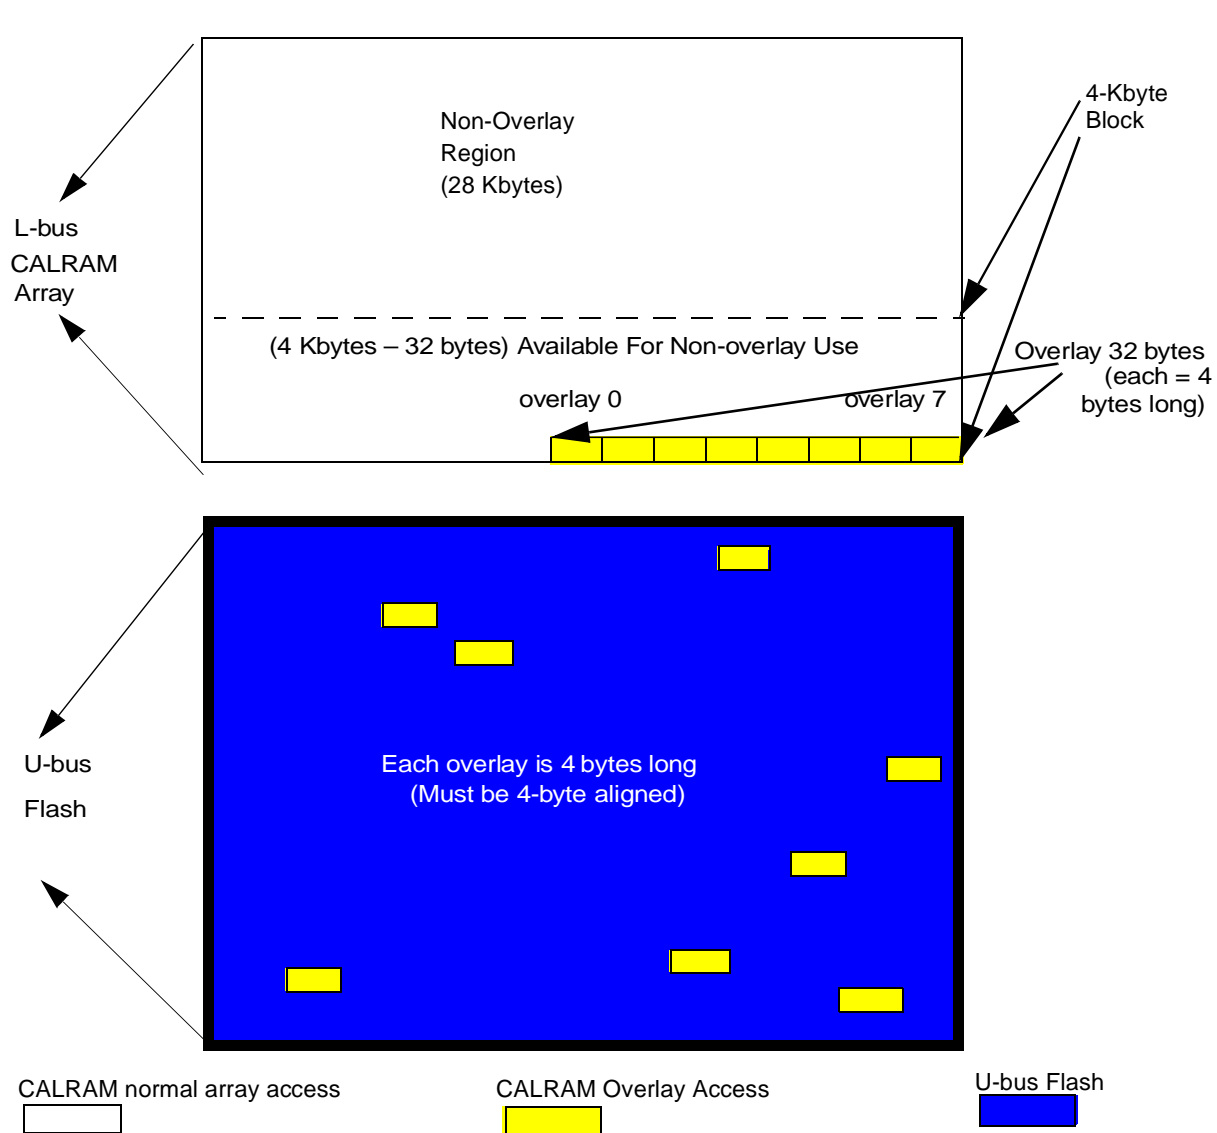 Non-Overlay
Region
(28 Kbytes)
4-Kbyte
Block
L-bus
CALRAM
Array
(4 Kbytes – 32 bytes) Available For Non-overlay Use
Overlay 32 bytes
(each = 4
bytes long)
overlay 0
overlay 7
Each overlay is 4 bytes long
(Must be 4-byte aligned)
U-bus
Flash
CALRAM normal array access
CALRAM Overlay Access
U-bus Flash